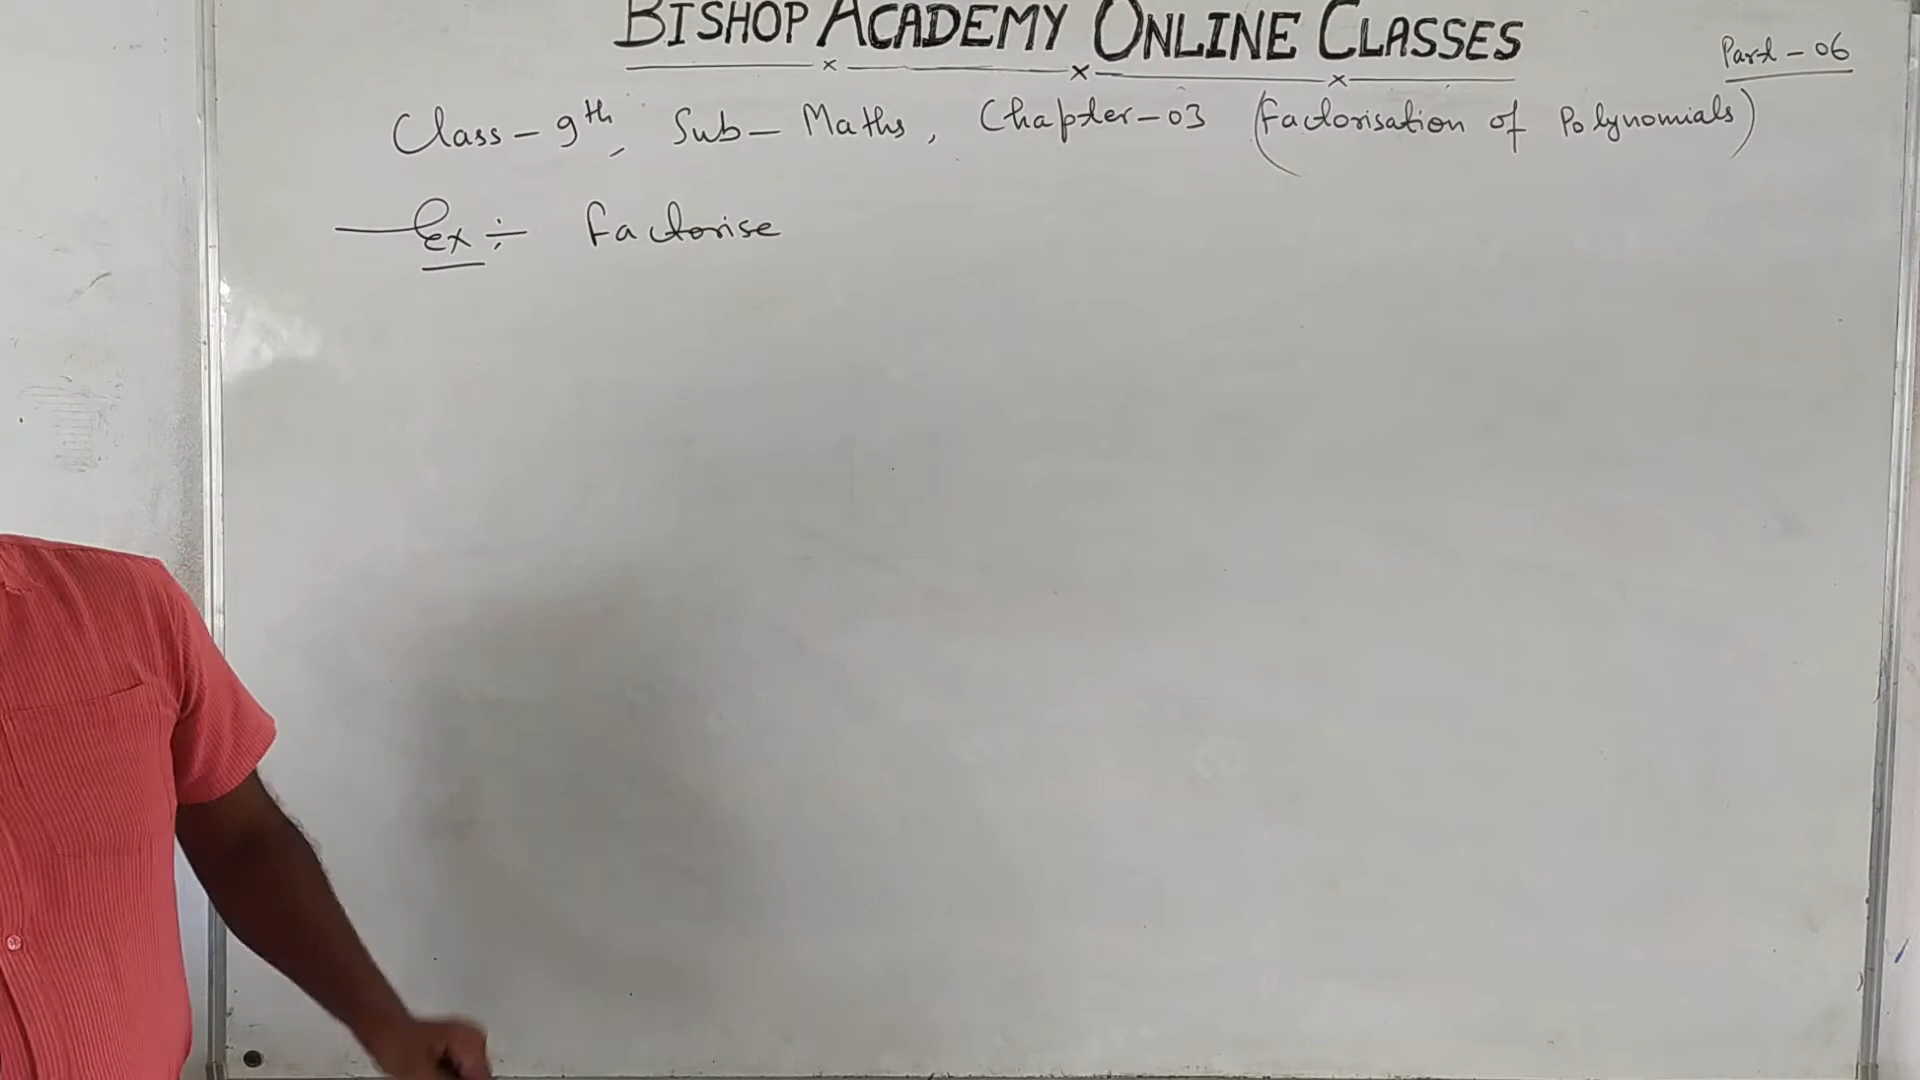 BISHOP ACADEMY ONLINE CLASSES
Part - 06
Class - 9th, Sub - Maths, Chapter - 03 (Factorisation of Polynomials)
Ex ÷ Factorise